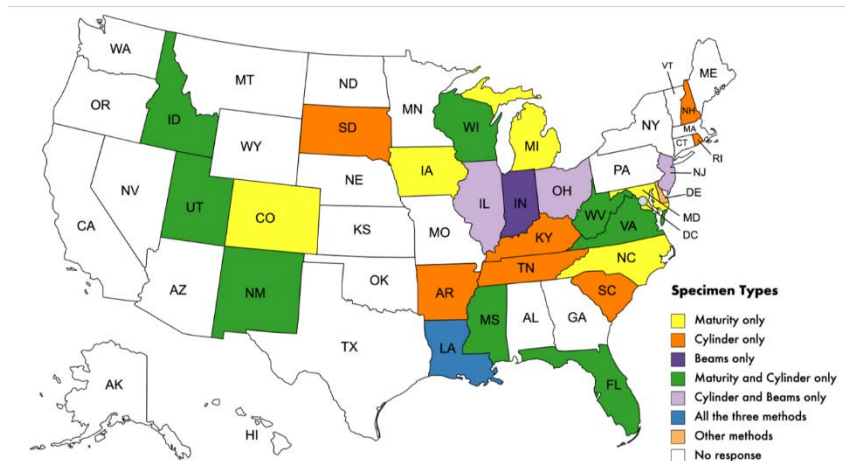 WA
MT
ND
MN
VT
ME
OR
ID
SD
WI
NH
MA
NY
CT
RI
WY
MI
IA
PA
NJ
NE
NV
UT
CO
IL
IN
OH
DE
MD
DC
WV
VA
CA
KS
MO
KY
NC
TN
AZ
NM
OK
AR
SC
MS
AL
GA
TX
LA
FL
AK
HI
Specimen Types
Maturity only
Cylinder only
Beams only
Maturity and Cylinder only
Cylinder and Beams only
All the three methods
Other methods
No response